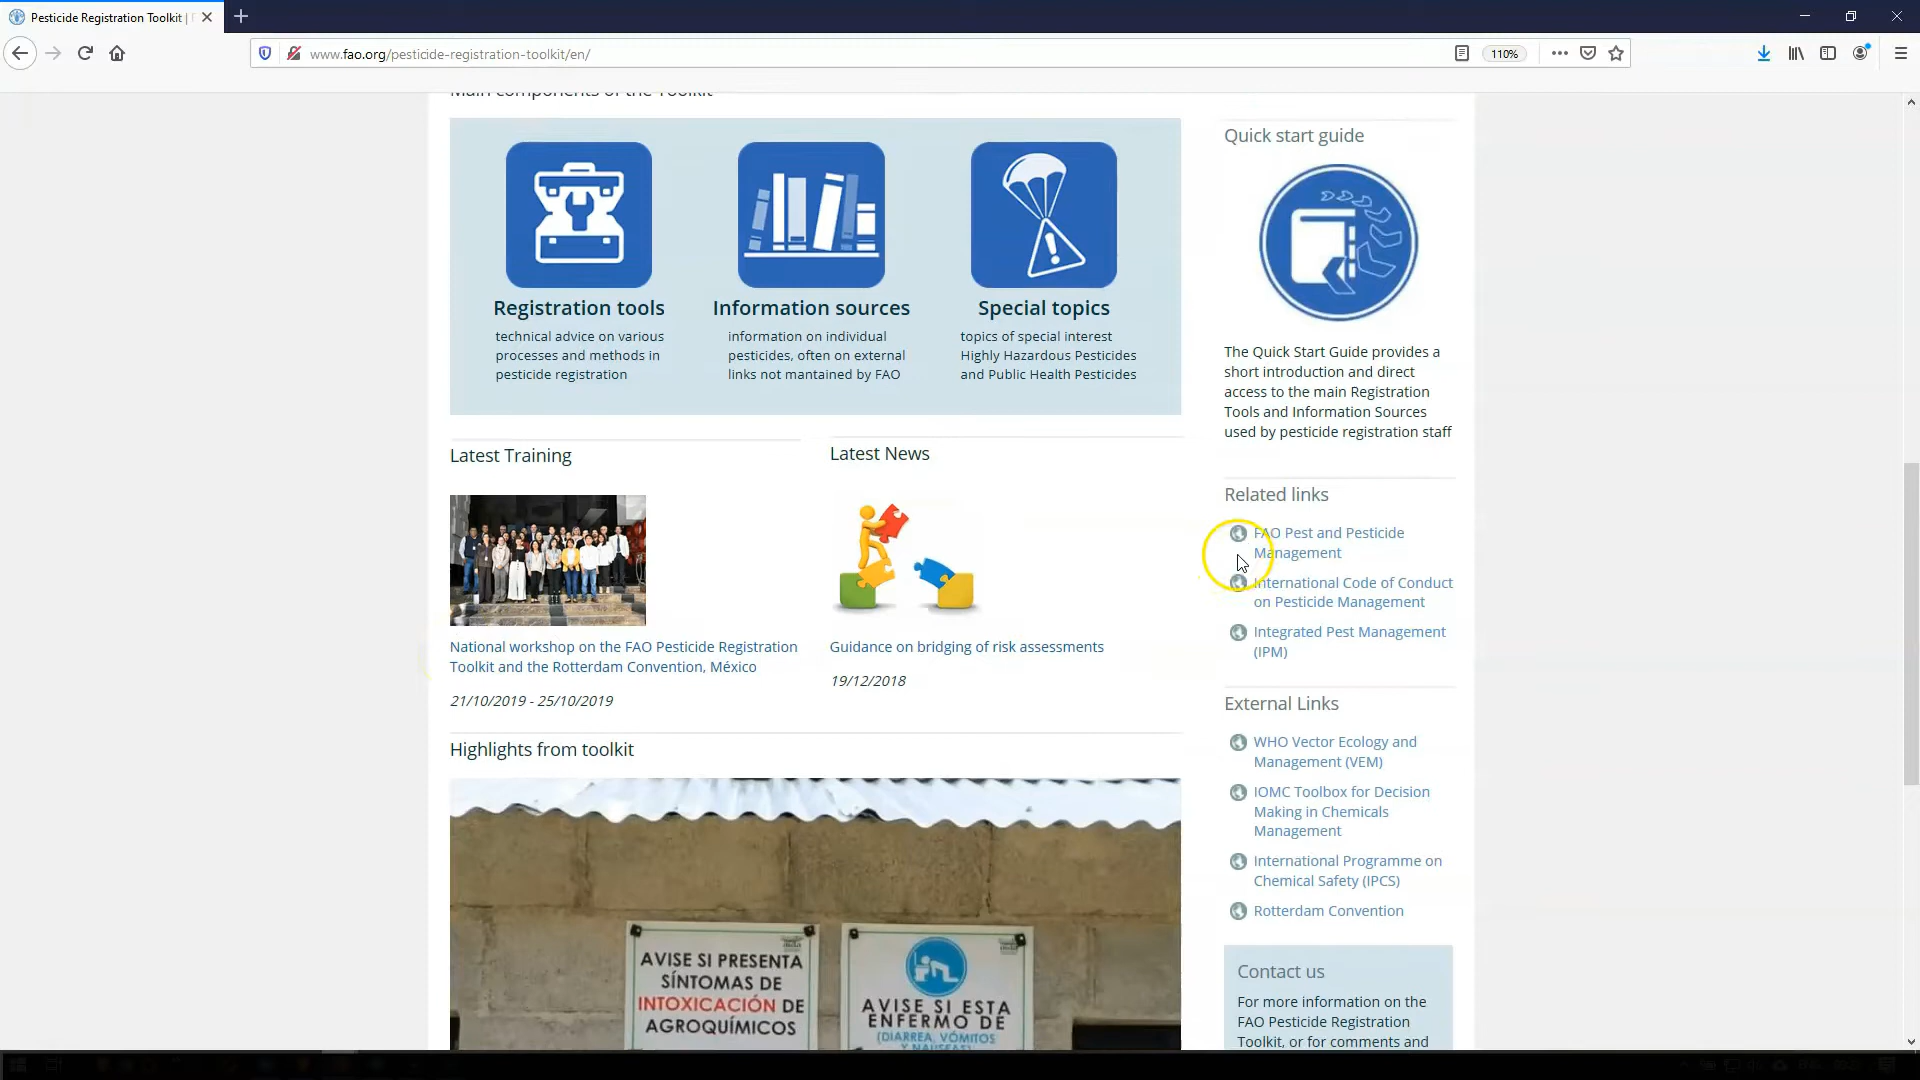 Pesticide Registration Toolkit |
www.fao.org/pesticide-registration-toolkit/en/
110%
Main components of the Toolkit
Registration tools
technical advice on various
processes and methods in
pesticide registration
Information sources
information on individual
pesticides, often on external
links not mantained by FAO
Special topics
topics of special interest
Highly Hazardous Pesticides
and Public Health Pesticides
Latest Training
National workshop on the FAO Pesticide Registration
Toolkit and the Rotterdam Convention, México
21/10/2019 - 25/10/2019
Latest News
Guidance on bridging of risk assessments
19/12/2018
Highlights from toolkit
AVISE SI PRESENTA
SÍNTOMAS DE
INTOXICACIÓN DE
AGROQUÍMICOS
AVISE SI ESTA
ENFERMO DE
(DIARREA, VÓMITOS
Y NAUSEAS)
Quick start guide
The Quick Start Guide provides a
short introduction and direct
access to the main Registration
Tools and Information Sources
used by pesticide registration staff
Related links
FAO Pest and Pesticide
Management
International Code of Conduct
on Pesticide Management
Integrated Pest Management
(IPM)
External Links
WHO Vector Ecology and
Management (VEM)
IOMC Toolbox for Decision
Making in Chemicals
Management
International Programme on
Chemical Safety (IPCS)
Rotterdam Convention
Contact us
For more information on the
FAO Pesticide Registration
Toolkit, or for comments and